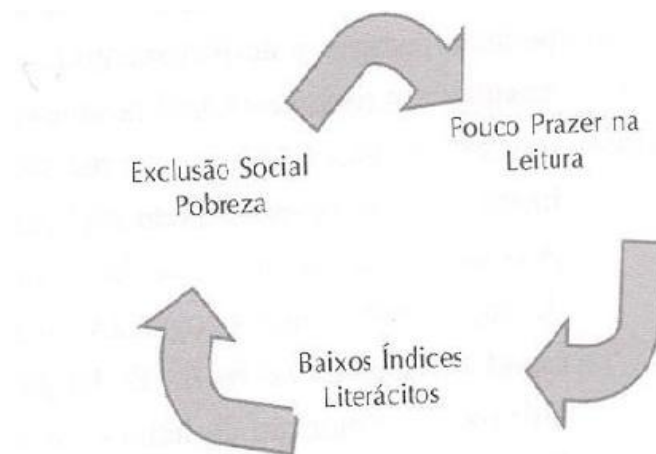 Fouco Prazer na
Leitura
Exclusão Social
Pobreza
Baixos Índices
Literácitos